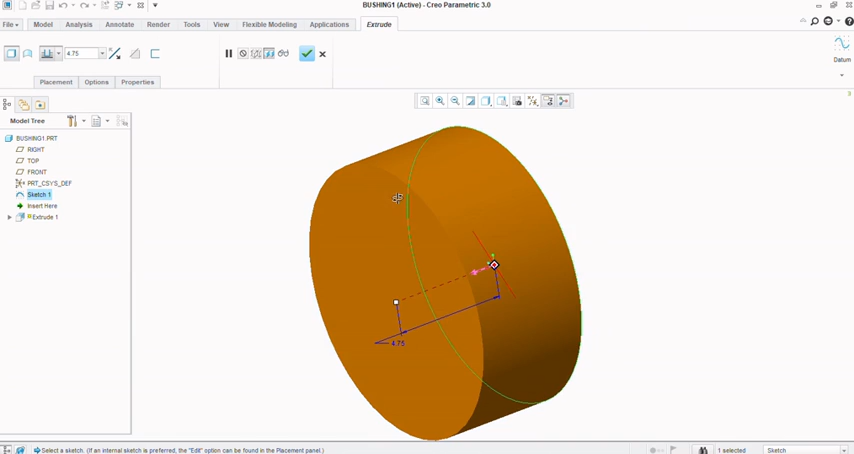 BUSHING1 (Active) - Creo Parametric 3.0
File Model Analysis Annotate Render Tools View Flexible Modeling Applications Extrude
4.75
Datum
Placement Options Properties
Model Tree
BUSHING1.PRT
RIGHT
TOP
FRONT
PRT_CSYS_DEF
Sketch 1
Insert Here
Extrude 1
4.75
Select a sketch. (If an internal sketch is preferred, the "Edit" option can be found in the Placement panel.) 1 selected Sketch